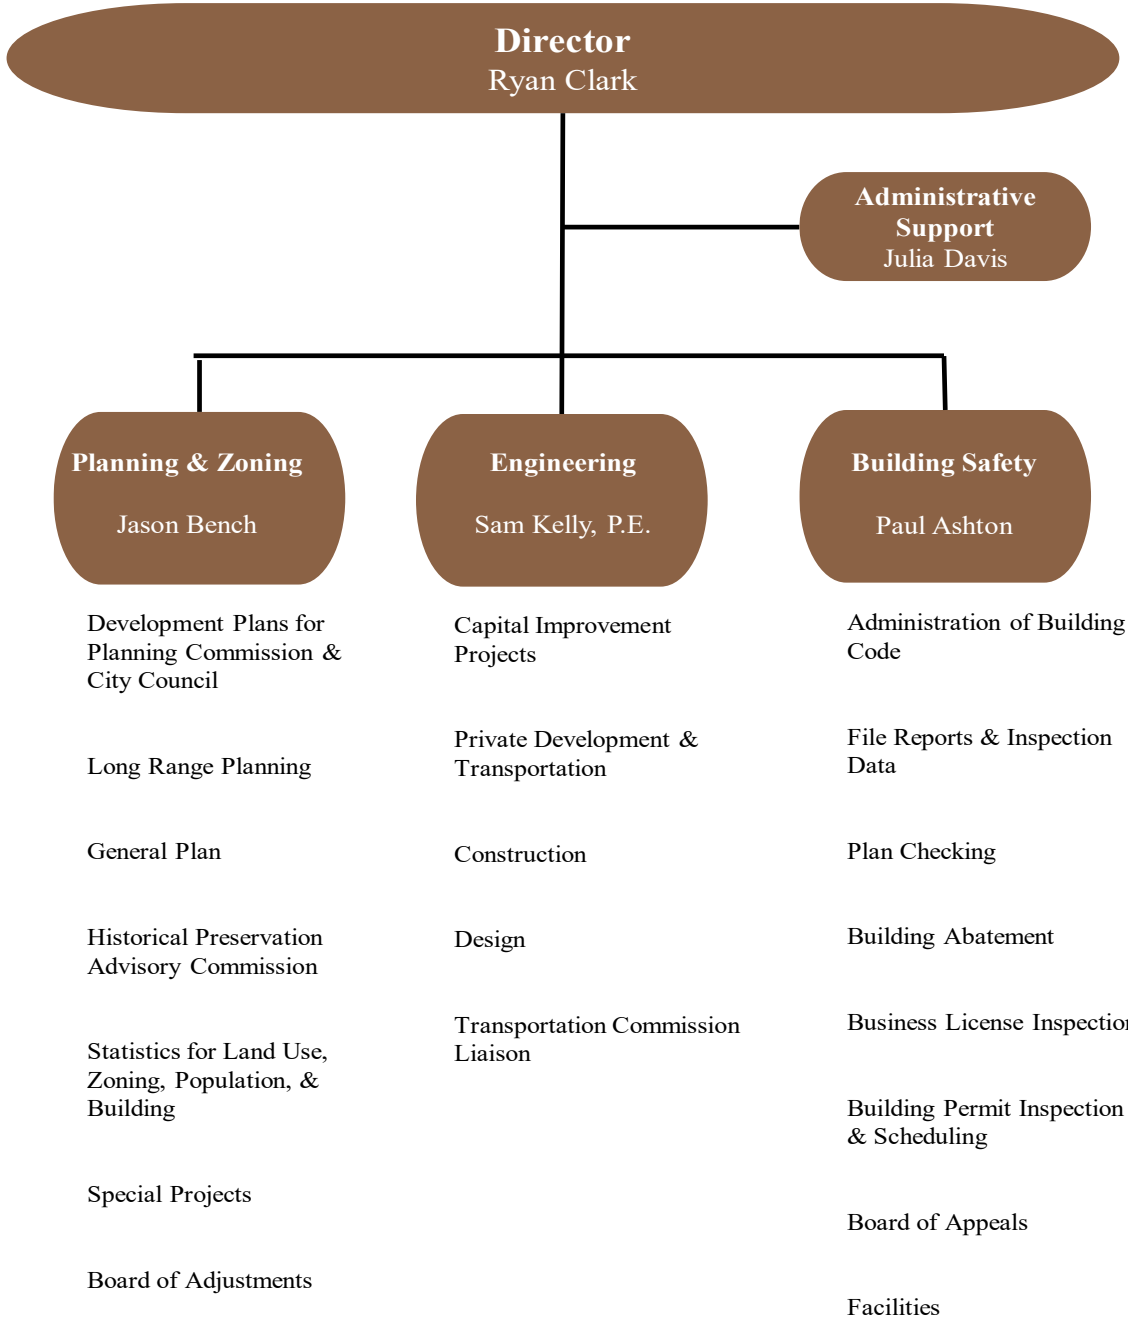 Director
Ryan Clark
Administrative
Support
Julia Davis
Planning & Zoning
Jason Bench
Engineering
Sam Kelly, P.E.
Building Safety
Paul Ashton
Development Plans for
Planning Commission &
City Council
Long Range Planning
General Plan
Historical Preservation
Advisory Commission
Statistics for Land Use,
Zoning, Population, &
Building
Special Projects
Board of Adjustments
Capital Improvement
Projects
Private Development &
Transportation
Construction
Design
Transportation Commission
Liaison
Administration of Building
Code
File Reports & Inspection
Data
Plan Checking
Building Abatement
Business License Inspection
Building Permit Inspection
& Scheduling
Board of Appeals
Facilities